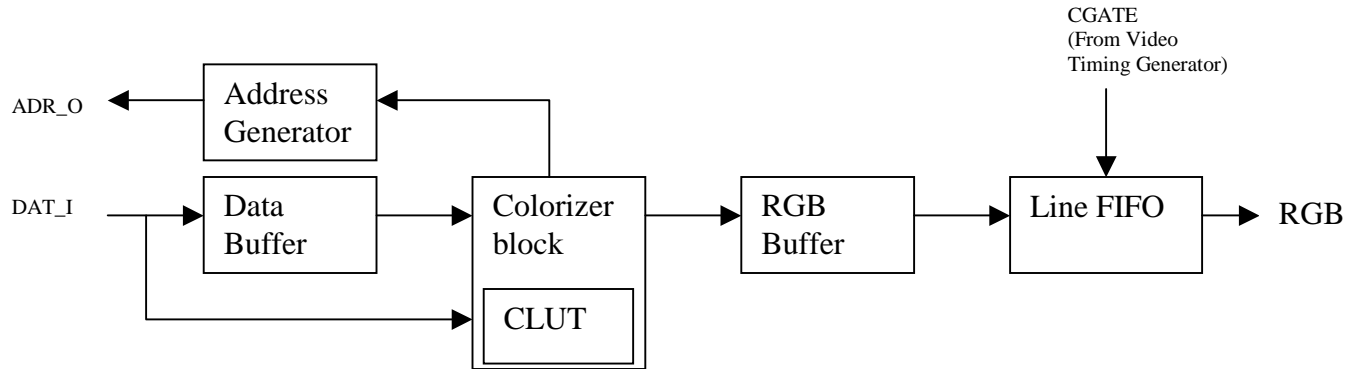 CGATE
(From Video
Timing Generator)
ADR_O
Address
Generator
DAT_I
Data
Buffer
Colorizer
block
CLUT
RGB
Buffer
Line FIFO
RGB